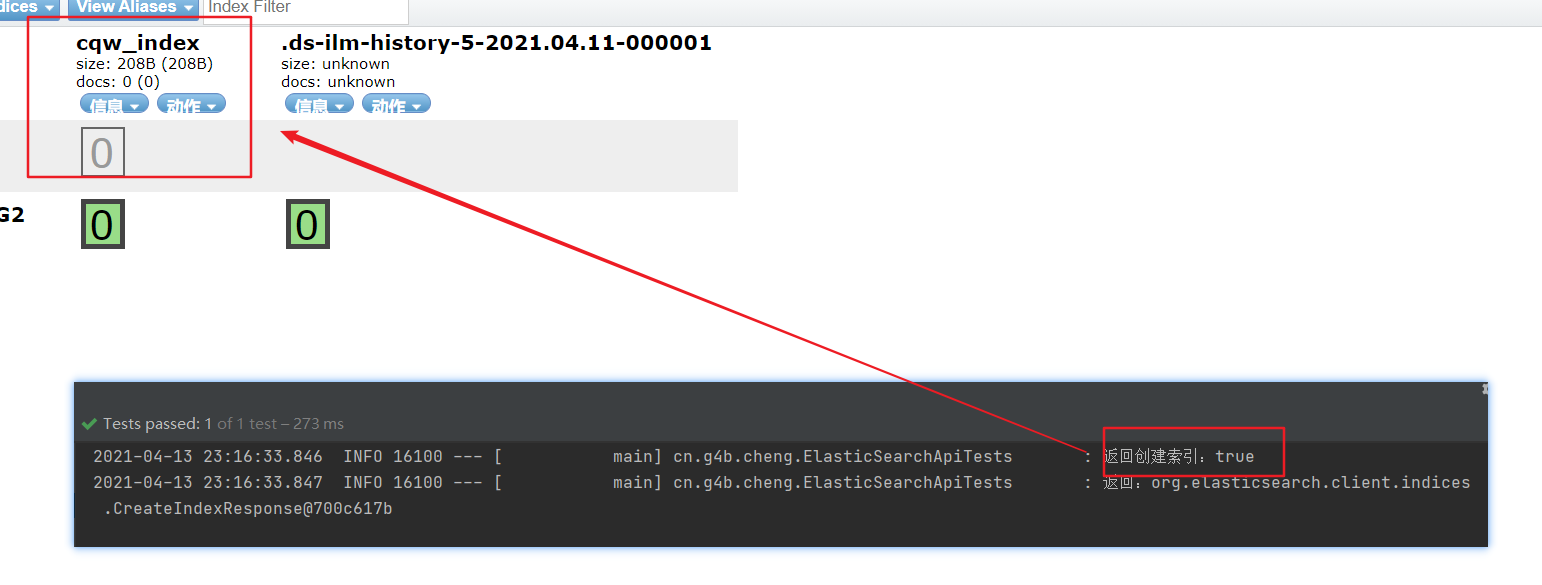 dices View Aliases Index Filter
cqw_index .ds-ilm-history-5-2021.04.11-000001
size: 208B (208B) size: unknown
docs: 0 (0) docs: unknown
信息 动作 信息 动作
0
G2 0 0
Tests passed: 1 of 1 test – 273 ms
2021-04-13 23:16:33.846 INFO 16100 --- [ main] cn.g4b.cheng.ElasticSearchApiTests : 返回创建索引：true
2021-04-13 23:16:33.847 INFO 16100 --- [ main] cn.g4b.cheng.ElasticSearchApiTests : 返回：org.elasticsearch.client.indices
.CreateIndexResponse@700c617b